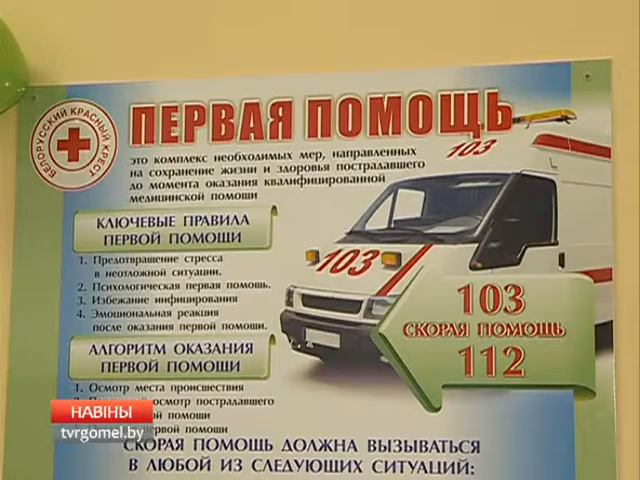 БЕЛОРУССКИЙ КРАСНЫЙ КРЕСТ
ПЕРВАЯ ПОМОЩЬ
это комплекс необходимых мер, направленных
на сохранение жизни и здоровья пострадавшего
до момента оказания квалифицированной
медицинской помощи
103
КЛЮЧЕВЫЕ ПРАВИЛА
ПЕРВОЙ ПОМОЩИ
103
1. Предотвращение стресса
в неотложной ситуации.
2. Психологическая первая помощь.
3. Избежание инфицирования
4. Эмоциональная реакция
после оказания первой помощи.
103
СКОРАЯ ПОМОЩЬ
112
АЛГОРИТМ ОКАЗАНИЯ
ПЕРВОЙ ПОМОЩИ
1. Осмотр места происшествия
осмотр пострадавшего
помощи
первой помощи
НАВІНЫ
tvrgomel.by
СКОРАЯ ПОМОЩЬ ДОЛЖНА ВЫЗЫВАТЬСЯ
В ЛЮБОЙ ИЗ СЛЕДУЮЩИХ СИТУАЦИЙ: